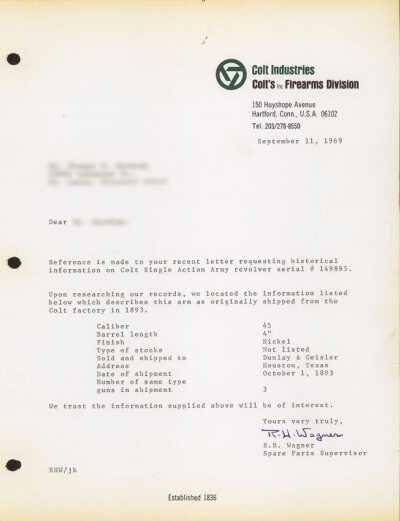 Colt Industries
Colt's Inc Firearms Division
150 Huyshope Avenue
Hartford, Conn., U.S.A. 06102
Tel. 203/278-8550
September 11, 1969
Dear
Reference is made to your recent letter requesting historical
information on Colt Single Action Army revolver serial # 149895.
Upon researching our records, we located the information listed
below which describes this arm as originally shipped from the
Colt factory in 1893.
Caliber 45
Barrel length 4"
Finish Nickel
Type of stocks Not listed
Sold and shipped to Dunlay & Geisler
Address Houston, Texas
Date of shipment October 1, 1893
Number of same type
guns in shipment 3
We trust the information supplied above will be of interest.
Yours very truly,
R.H. Wagner
R.H. Wagner
Spare Parts Supervisor
RHW/jk
Established 1836